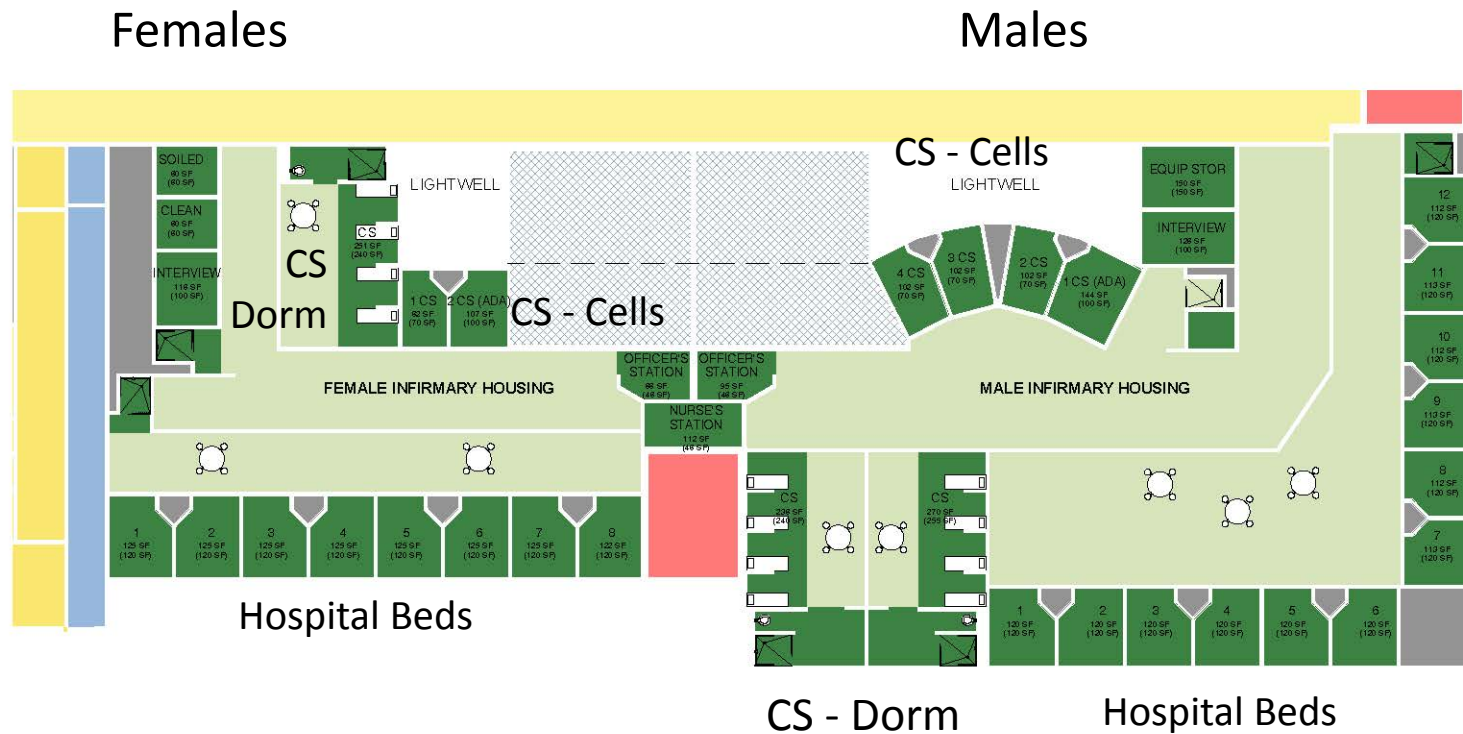 Females
Males
CS - Cells
LIGHTWELL
LIGHTWELL
SOILED
60 SF
(60 SF)
CLEAN
60 SF
(60 SF)
INTERVIEW
116 SF
(100 SF)
CS
251 SF
(240 SF)
CS
Dorm
1 CS
82 SF
(70 SF)
2 CS (ADA)
107 SF
(100 SF)
CS - Cells
4 CS
102 SF
(70 SF)
3 CS
102 SF
(70 SF)
2 CS
102 SF
(70 SF)
1 CS (ADA)
144 SF
(100 SF)
EQUIP STOR
150 SF
(150 SF)
INTERVIEW
128 SF
(100 SF)
12
112 SF
(120 SF)
11
113 SF
(120 SF)
10
112 SF
(120 SF)
9
113 SF
(120 SF)
8
112 SF
(120 SF)
7
113 SF
(120 SF)
FEMALE INFIRMARY HOUSING
OFFICER'S
STATION
(48 SF)
OFFICER'S
STATION
95 SF
(48 SF)
NURSE'S
STATION
112 SF
(48 SF)
MALE INFIRMARY HOUSING
1
125 SF
(120 SF)
2
125 SF
(120 SF)
3
125 SF
(120 SF)
4
125 SF
(120 SF)
5
125 SF
(120 SF)
6
125 SF
(120 SF)
7
125 SF
(120 SF)
8
122 SF
(120 SF)
CS
(240 SF)
CS
270 SF
1
120 SF
(120 SF)
2
120 SF
(120 SF)
3
120 SF
(120 SF)
4
120 SF
(120 SF)
5
120 SF
(120 SF)
6
120 SF
(120 SF)
Hospital Beds
CS - Dorm
Hospital Beds